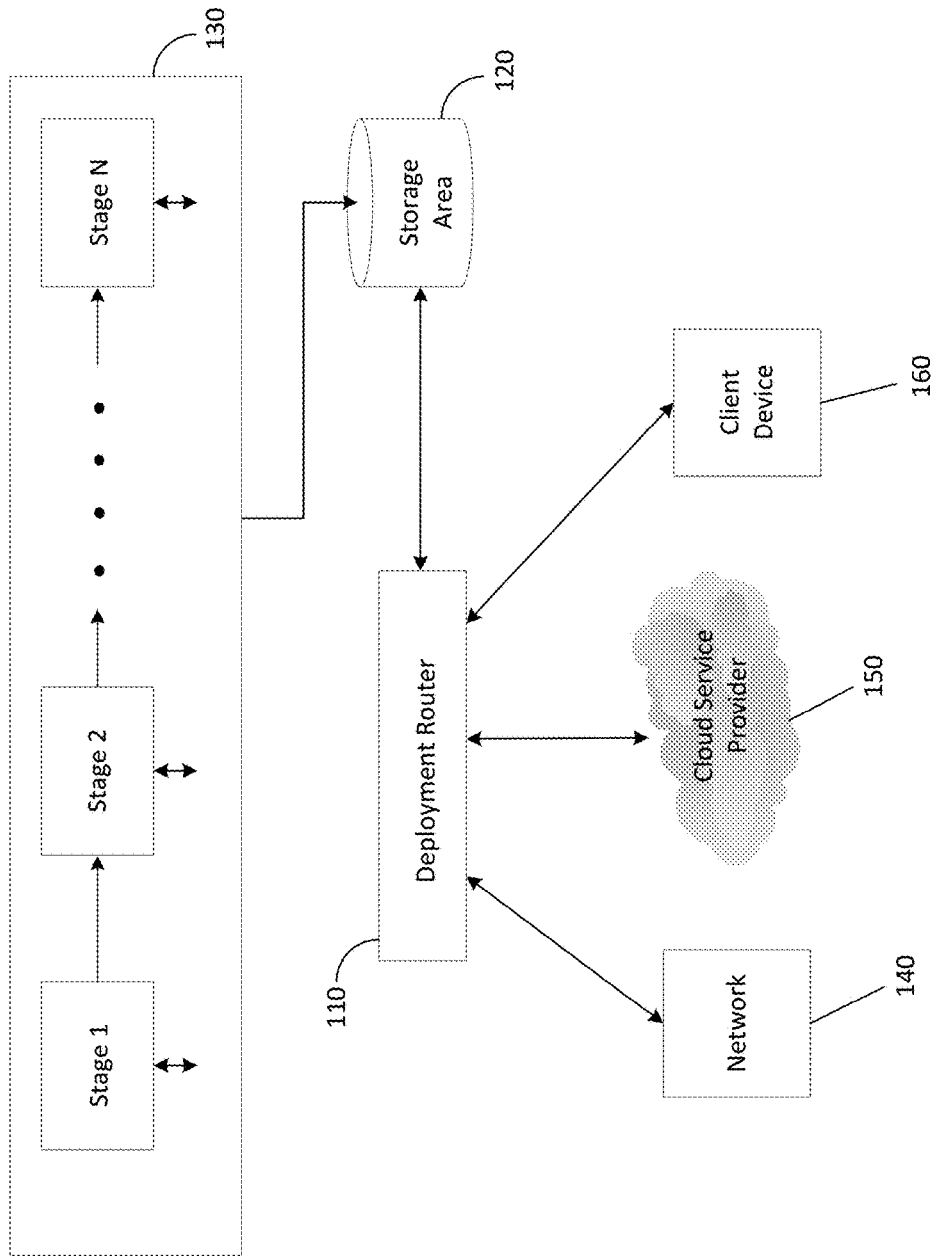 130
Stage 1
Stage 2
Stage N
120
Storage
Area
110
Deployment Router
Network
140
Cloud Service
Provider
150
Client
Device
160